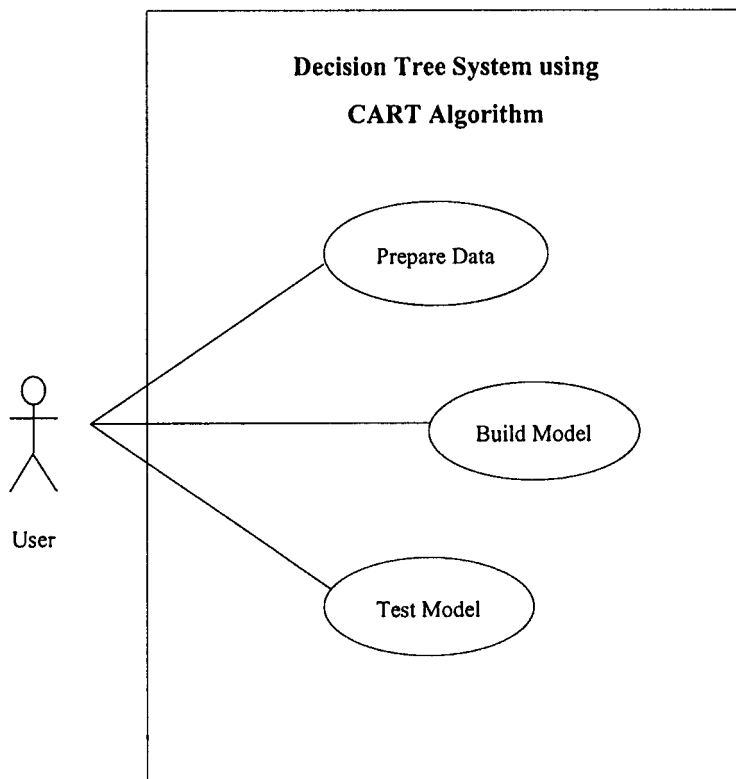 Decision Tree System using
CART Algorithm
Prepare Data
Build Model
User
Test Model